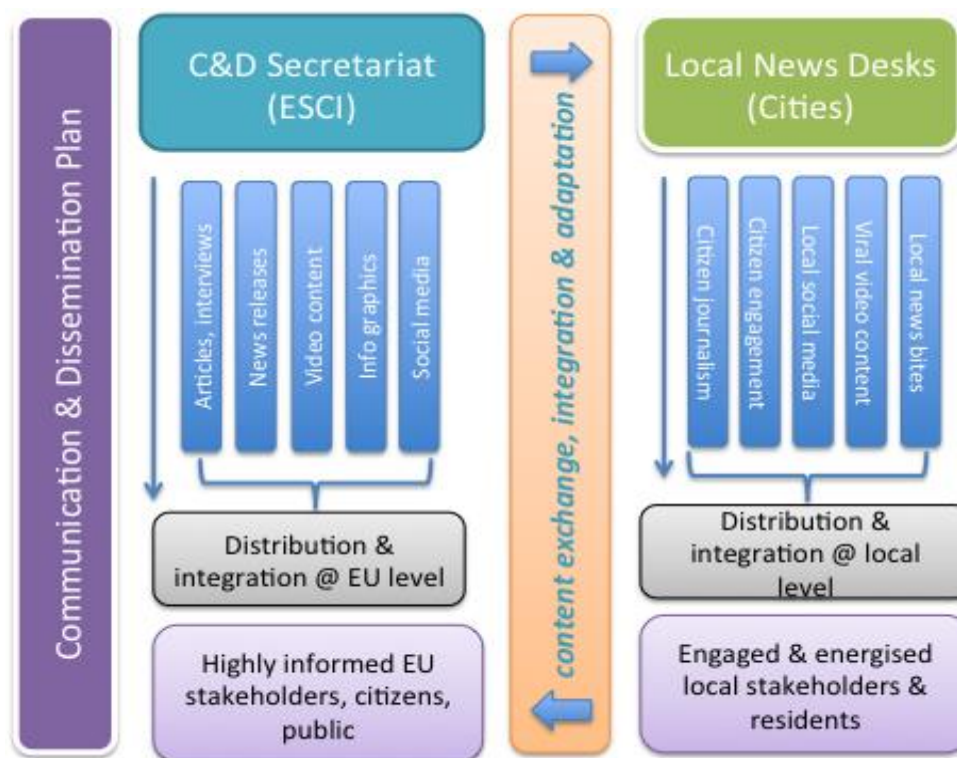 Communication & Dissemination Plan
C&D Secretariat
(ESCI)
Articles, interviews
News releases
Video content
Info graphics
Social media
Distribution &
integration @ EU level
Highly informed EU
stakeholders, citizens,
public
content exchange, integration & adaptation
Local News Desks
(Cities)
Citizen journalism
Citizen engagement
Local social media
Viral video content
Local news bites
Distribution &
integration @ local
level
Engaged & energised
local stakeholders &
residents